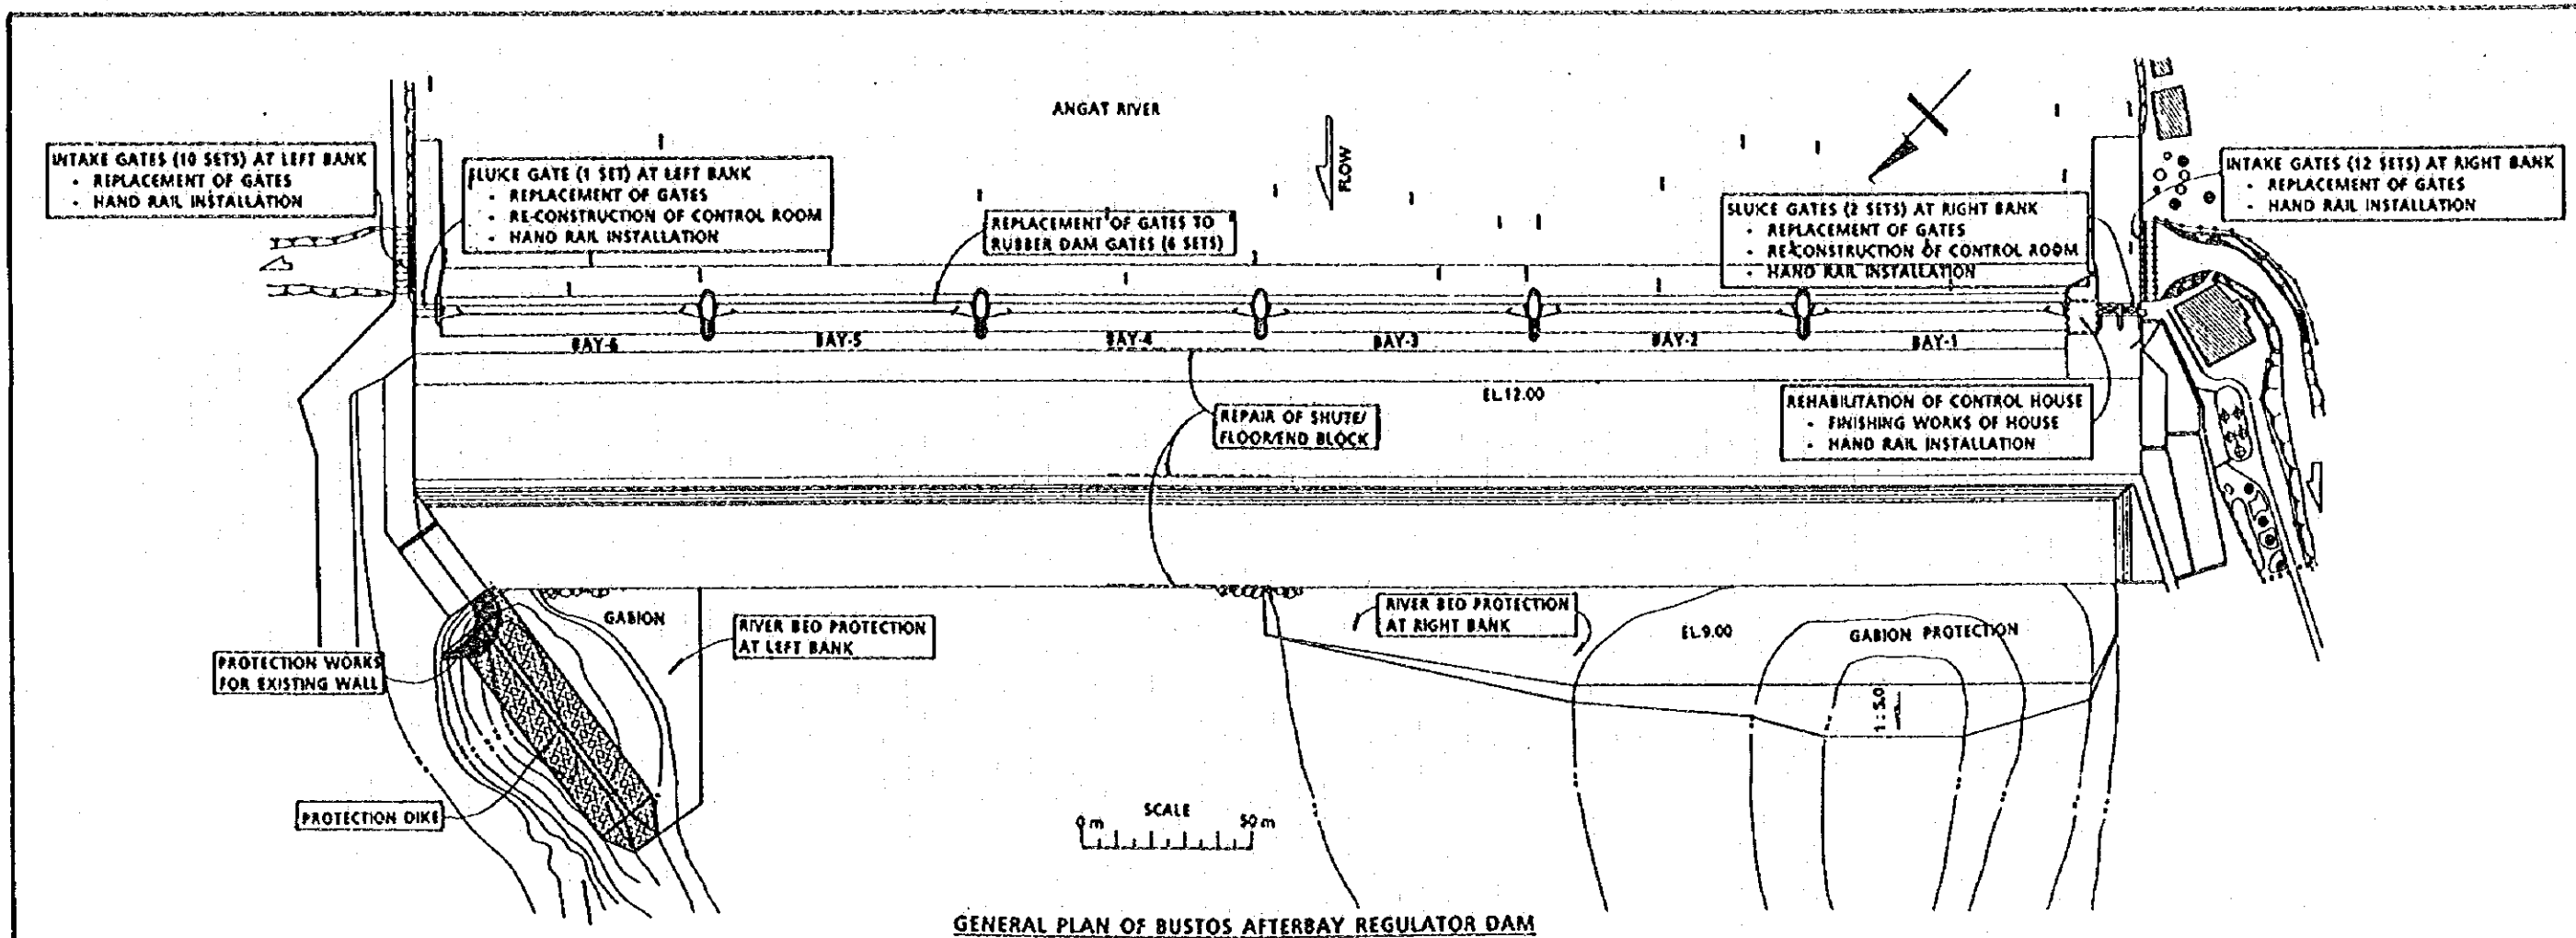 ANGAT RIVER
FLOW
INTAKE GATES (10 SETS) AT LEFT BANK
• REPLACEMENT OF GATES
• HAND RAIL INSTALLATION
SLUICE GATE (1 SET) AT LEFT BANK
• REPLACEMENT OF GATES
• RE-CONSTRUCTION OF CONTROL ROOM
• HAND RAIL INSTALLATION
REPLACEMENT OF GATES TO
RUBBER DAM GATES (6 SETS)
SLUICE GATES (2 SETS) AT RIGHT BANK
• REPLACEMENT OF GATES
• RE-CONSTRUCTION OF CONTROL ROOM
• HAND RAIL INSTALLATION
INTAKE GATES (12 SETS) AT RIGHT BANK
• REPLACEMENT OF GATES
• HAND RAIL INSTALLATION
BAY-6
BAY-5
BAY-4
BAY-3
BAY-2
BAY-1
EL.12.00
REPAIR OF SHUTE/
FLOOR/END BLOCK
REHABILITATION OF CONTROL HOUSE
• FINISHING WORKS OF HOUSE
• HAND RAIL INSTALLATION
GABION
RIVER BED PROTECTION
AT LEFT BANK
RIVER BED PROTECTION
AT RIGHT BANK
EL.9.00
GABION PROTECTION
1 : 5.0
PROTECTION WORKS
FOR EXISTING WALL
PROTECTION DIKE
SCALE
0 m 50 m
GENERAL PLAN OF BUSTOS AFTERBAY REGULATOR DAM